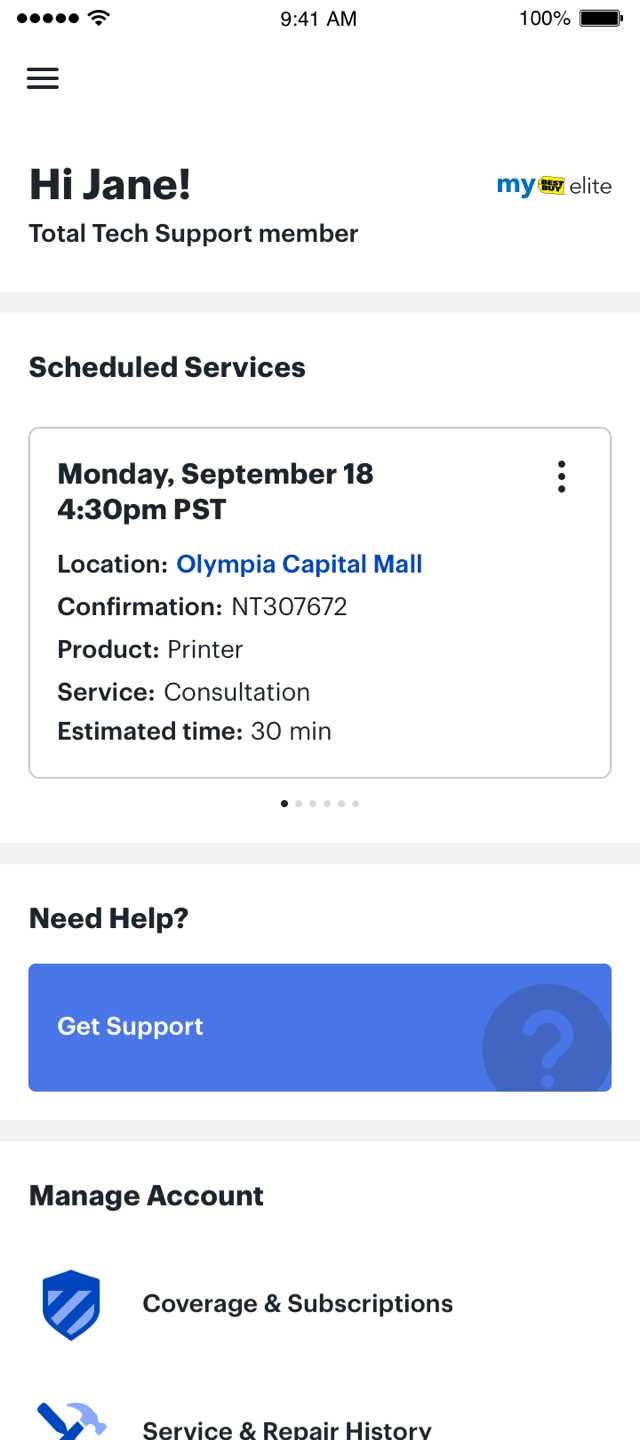 9:41 AM
100%
Hi Jane!
my BEST BUY elite
Total Tech Support member
Scheduled Services
Monday, September 18
4:30pm PST
Location: Olympia Capital Mall
Confirmation: NT307672
Product: Printer
Service: Consultation
Estimated time: 30 min
Need Help?
Get Support
Manage Account
Coverage & Subscriptions
Service & Repair History